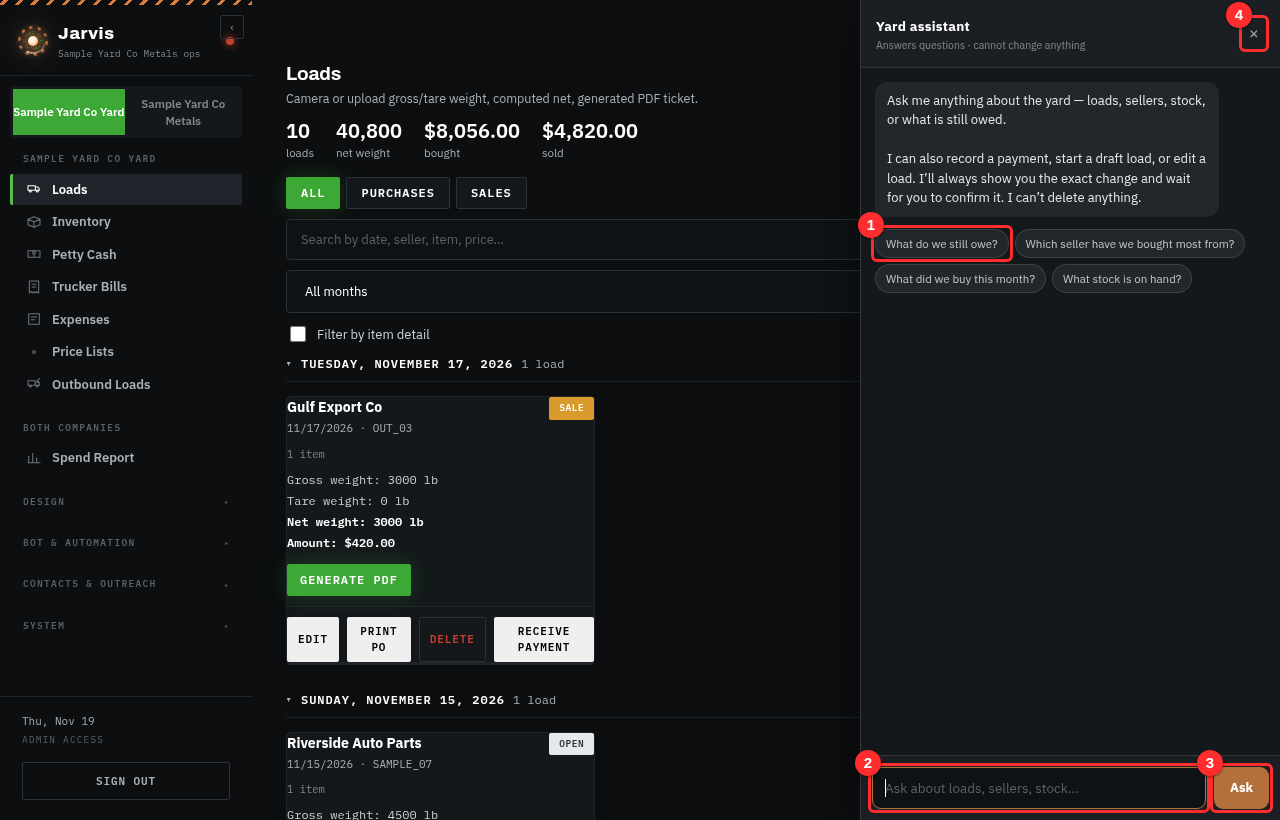 Jarvis
Sample Yard Co Metals ops
‹
Sample Yard Co Yard
Sample Yard Co
Metals
SAMPLE YARD CO YARD
Loads
Inventory
Petty Cash
Trucker Bills
Expenses
Price Lists
Outbound Loads
BOTH COMPANIES
Spend Report
DESIGN
BOT & AUTOMATION
CONTACTS & OUTREACH
SYSTEM
Thu, Nov 19
ADMIN ACCESS
SIGN OUT
Loads
Camera or upload gross/tare weight, computed net, generated PDF ticket.
10 40,800 $8,056.00 $4,820.00
loads net weight bought sold
ALL PURCHASES SALES
Search by date, seller, item, price...
All months
Filter by item detail
▾ TUESDAY, NOVEMBER 17, 2026 1 load
Gulf Export Co SALE
11/17/2026 · OUT_03
1 item
Gross weight: 3000 lb
Tare weight: 0 lb
Net weight: 3000 lb
Amount: $420.00
GENERATE PDF
EDIT
PRINT
PO
DELETE
RECEIVE
PAYMENT
▾ SUNDAY, NOVEMBER 15, 2026 1 load
Riverside Auto Parts OPEN
11/15/2026 · SAMPLE_07
1 item
Gross weight: 4500 lb
Yard assistant
Answers questions · cannot change anything
4
×
Ask me anything about the yard — loads, sellers, stock,
or what is still owed.
I can also record a payment, start a draft load, or edit a
load. I'll always show you the exact change and wait
for you to confirm it. I can't delete anything.
1
What do we still owe? Which seller have we bought most from?
What did we buy this month? What stock is on hand?
2
Ask about loads, sellers, stock...
3
Ask